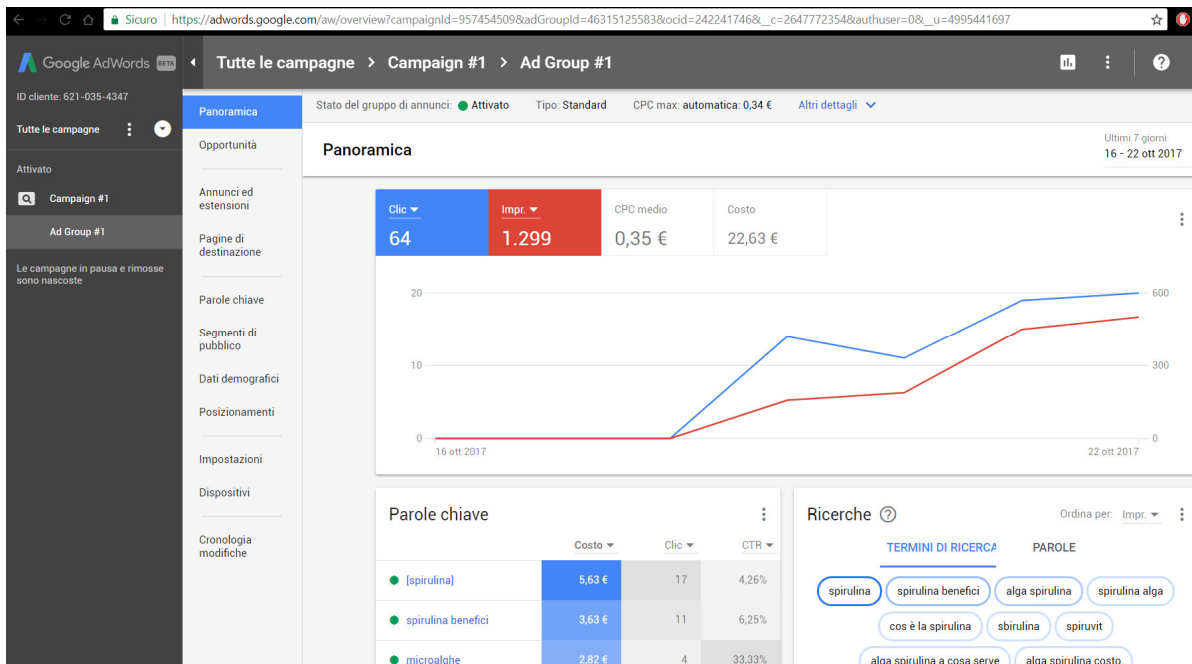 Sicuro | https://adwords.google.com/aw/overview?campaignId=957454509&adGroupId=46315125583&ocid=242241746&__c=2647772354&authuser=0&__u=4995441697
Google AdWords BETA
Tutte le campagne > Campaign #1 > Ad Group #1
ID cliente: 621-035-4347
Tutte le campagne
Attivato
Campaign #1
Ad Group #1
Le campagne in pausa e rimosse
sono nascoste
Panoramica
Opportunità
Annunci ed
estensioni
Pagine di
destinazione
Parole chiave
Segmenti di
pubblico
Dati demografici
Posizionamenti
Impostazioni
Dispositivi
Cronologia
modifiche
Stato del gruppo di annunci: Attivato Tipo: Standard CPC max: automatica: 0,34 € Altri dettagli
Panoramica
Ultimi 7 giorni
16 - 22 ott 2017
Clic Impr. CPC medio Costo
64 1.299 0,35 € 22,63 €
20 600
10 300
0 0
16 ott 2017 22 ott 2017
Parole chiave
Costo Clic CTR
[spirulina] 5,63 € 17 4,26%
spirulina benefici 3,63 € 11 6,25%
microalghe 2,82 € 4 33,33%
Ricerche ? Ordina per: Impr.
TERMINI DI RICERCA PAROLE
spirulina spirulina benefici alga spirulina spirulina alga
cos è la spirulina sbirulina spiruvit
alga spirulina a cosa serve alga spirulina costo